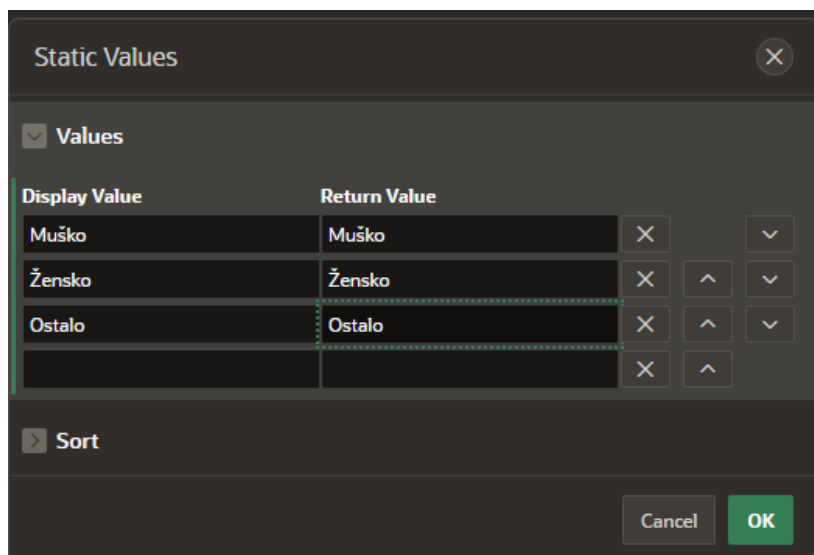 Static Values
Values
Display Value Return Value
Muško Muško
Žensko Žensko
Ostalo Ostalo
Sort
Cancel OK